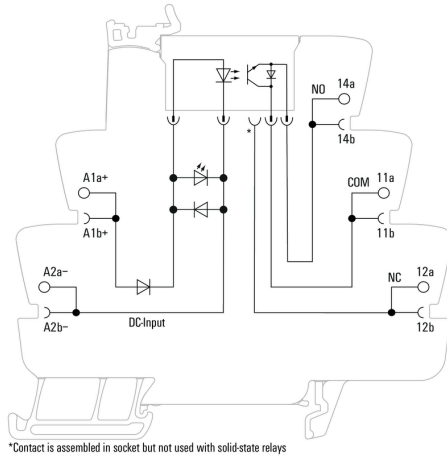 NO
14a
14b
*
A1a+
COM
11a
A1b+
11b
A2a−
NC
12a
DC-Input
A2b−
12b
*Contact is assembled in socket but not used with solid-state relays